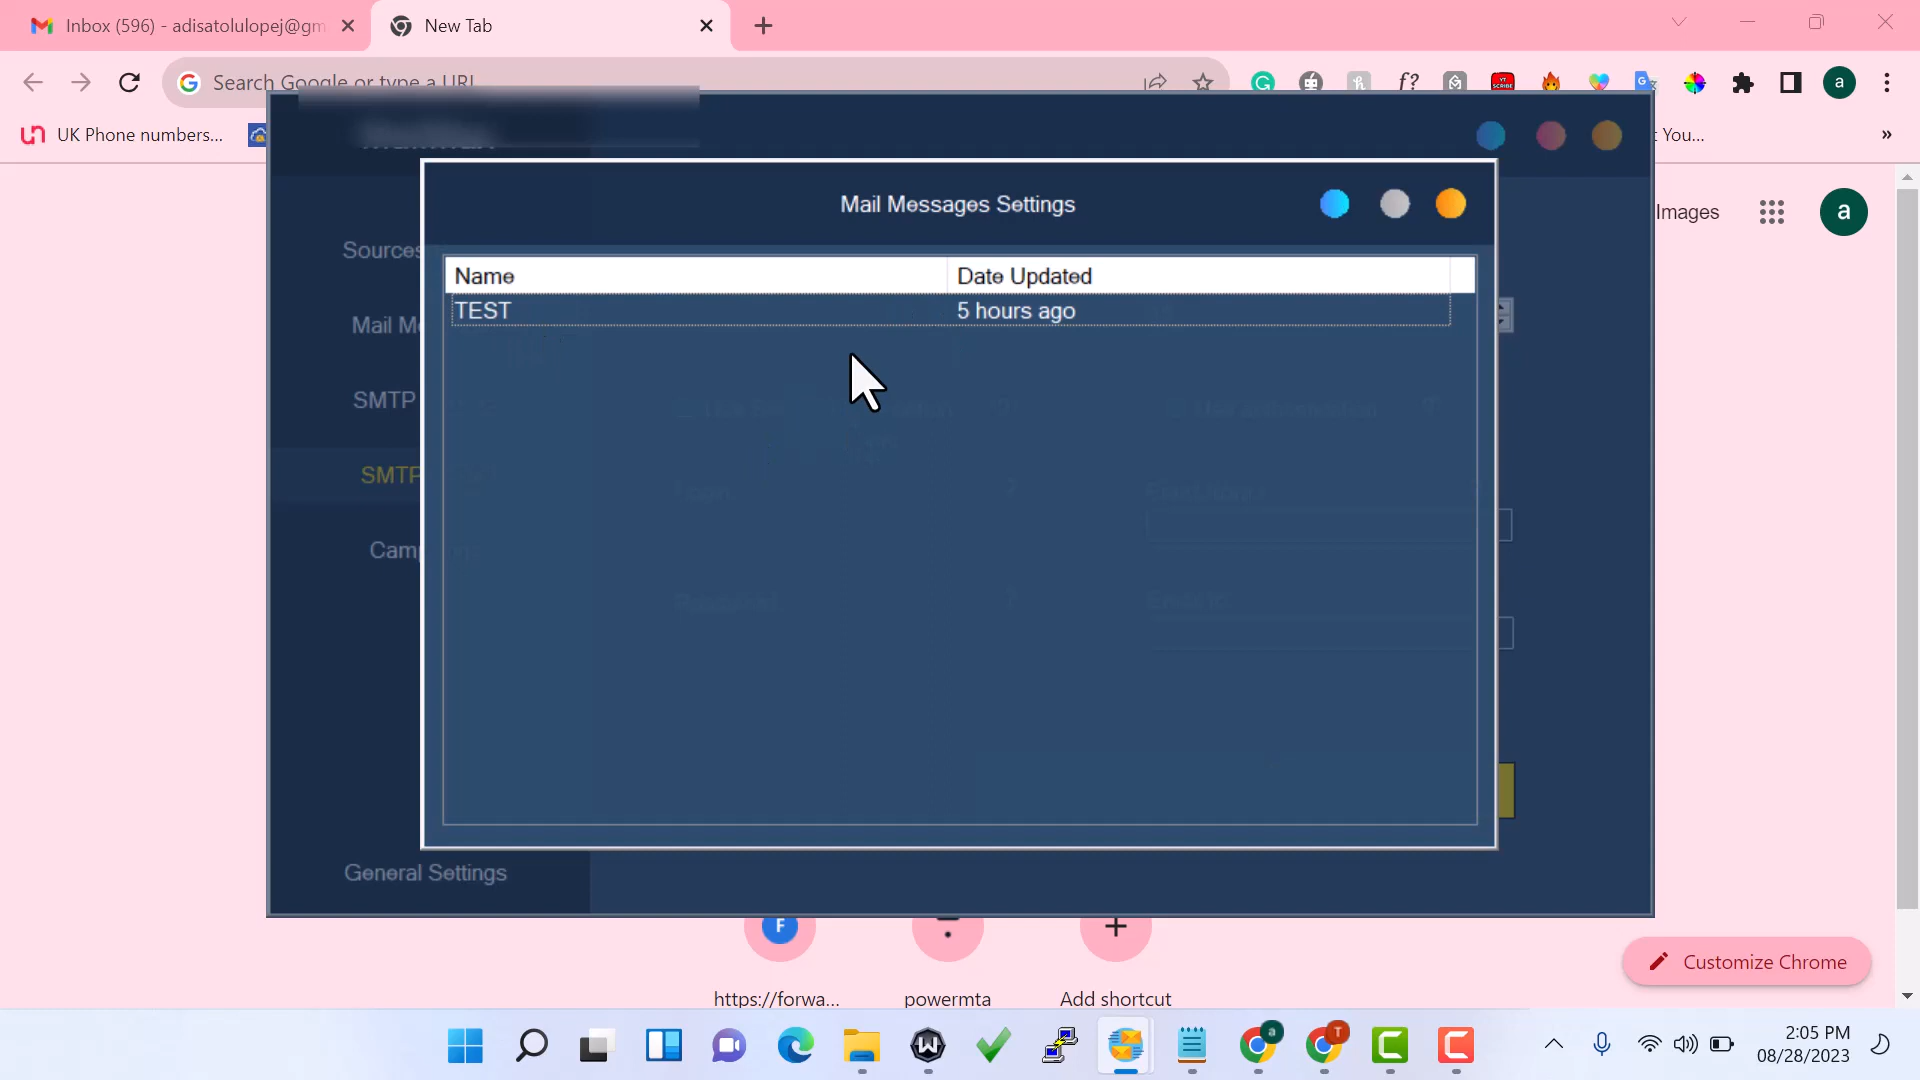 Inbox (596) - adisatolulopej@gm
New Tab
Search Google or type a URL
UK Phone numbers...
t You...
Mail Messages Settings
Images
a
Sources
Name
Date Updated
TEST
5 hours ago
Mail Me
SMTP
SMTP
Camp
General Settings
F
https://forwa...
powermta
Add shortcut
Customize Chrome
2:05 PM
08/28/2023